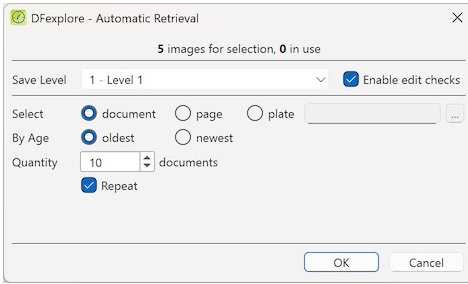 DFexplore - Automatic Retrieval
5 images for selection, 0 in use
Save Level 1 - Level 1 Enable edit checks
Select document page plate ...
By Age oldest newest
Quantity 10 documents
Repeat
OK Cancel